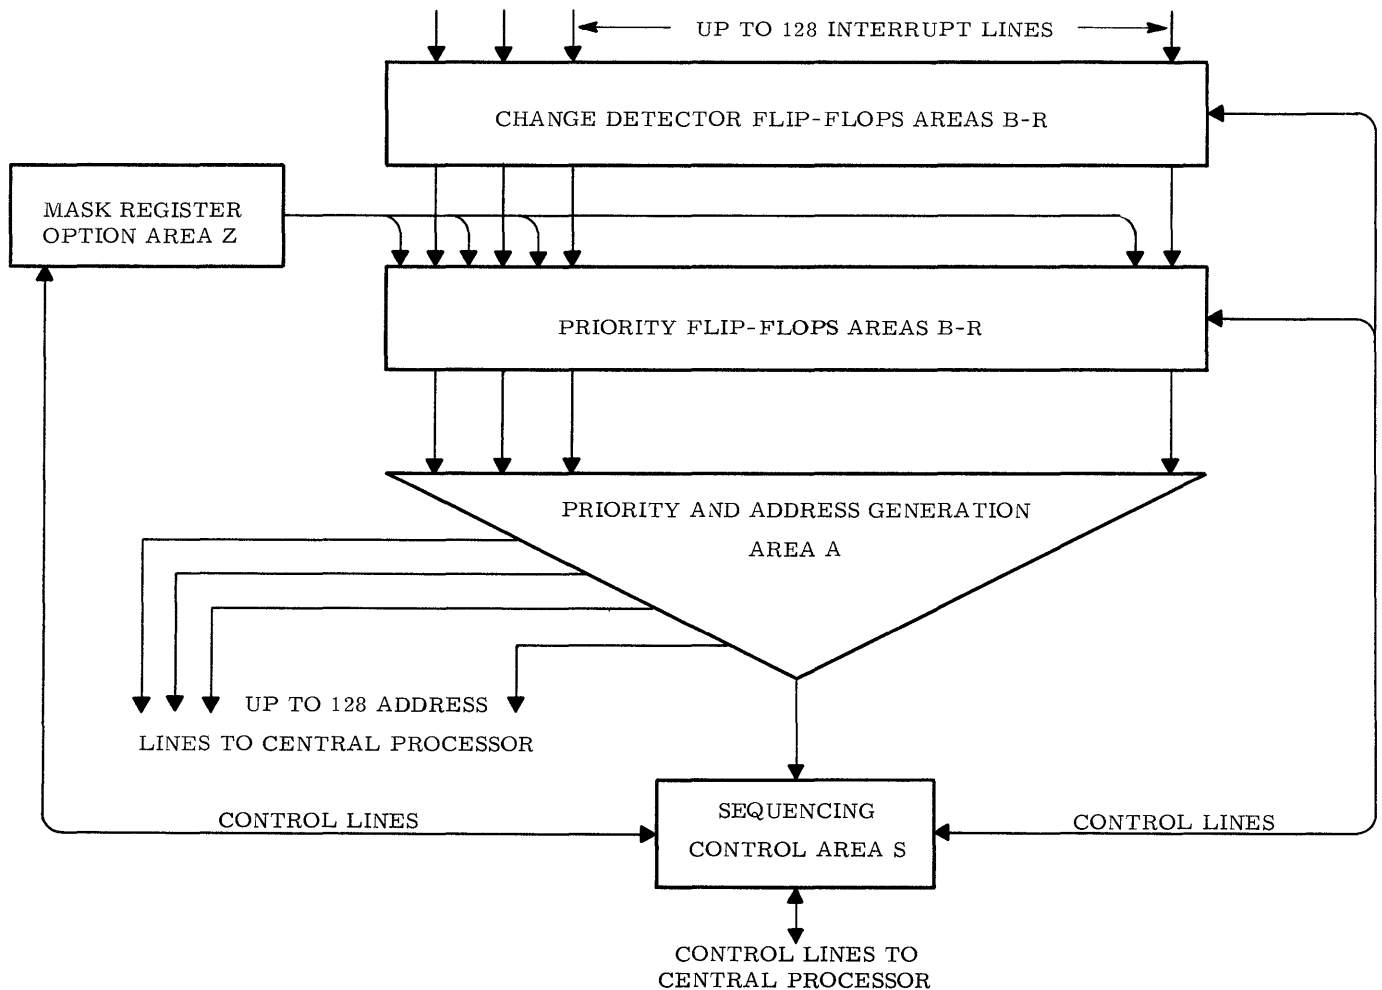 UP TO 128 INTERRUPT LINES
CHANGE DETECTOR FLIP-FLOPS AREAS B-R
MASK REGISTER
OPTION AREA Z
PRIORITY FLIP-FLOPS AREAS B-R
PRIORITY AND ADDRESS GENERATION
AREA A
UP TO 128 ADDRESS
LINES TO CENTRAL PROCESSOR
CONTROL LINES
SEQUENCING
CONTROL AREA S
CONTROL LINES
CONTROL LINES TO
CENTRAL PROCESSOR